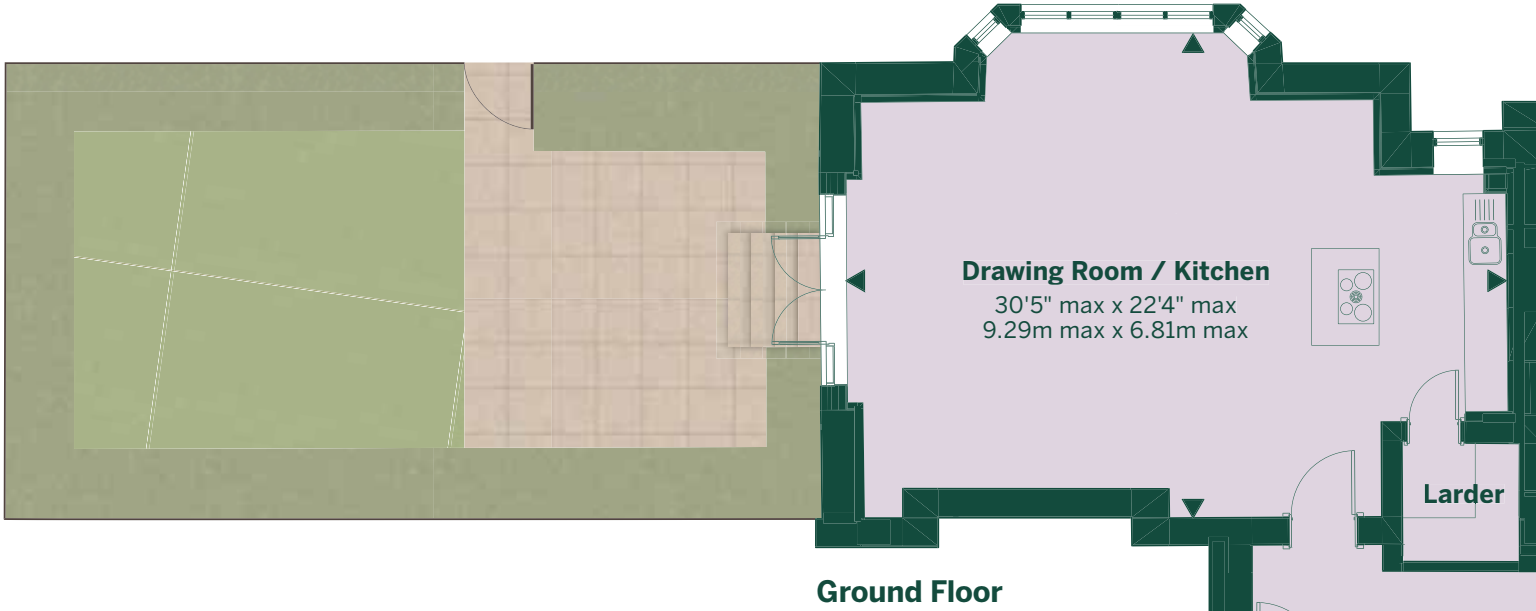 Drawing Room / Kitchen
30'5" max x 22'4" max
9.29m max x 6.81m max
Larder
Ground Floor